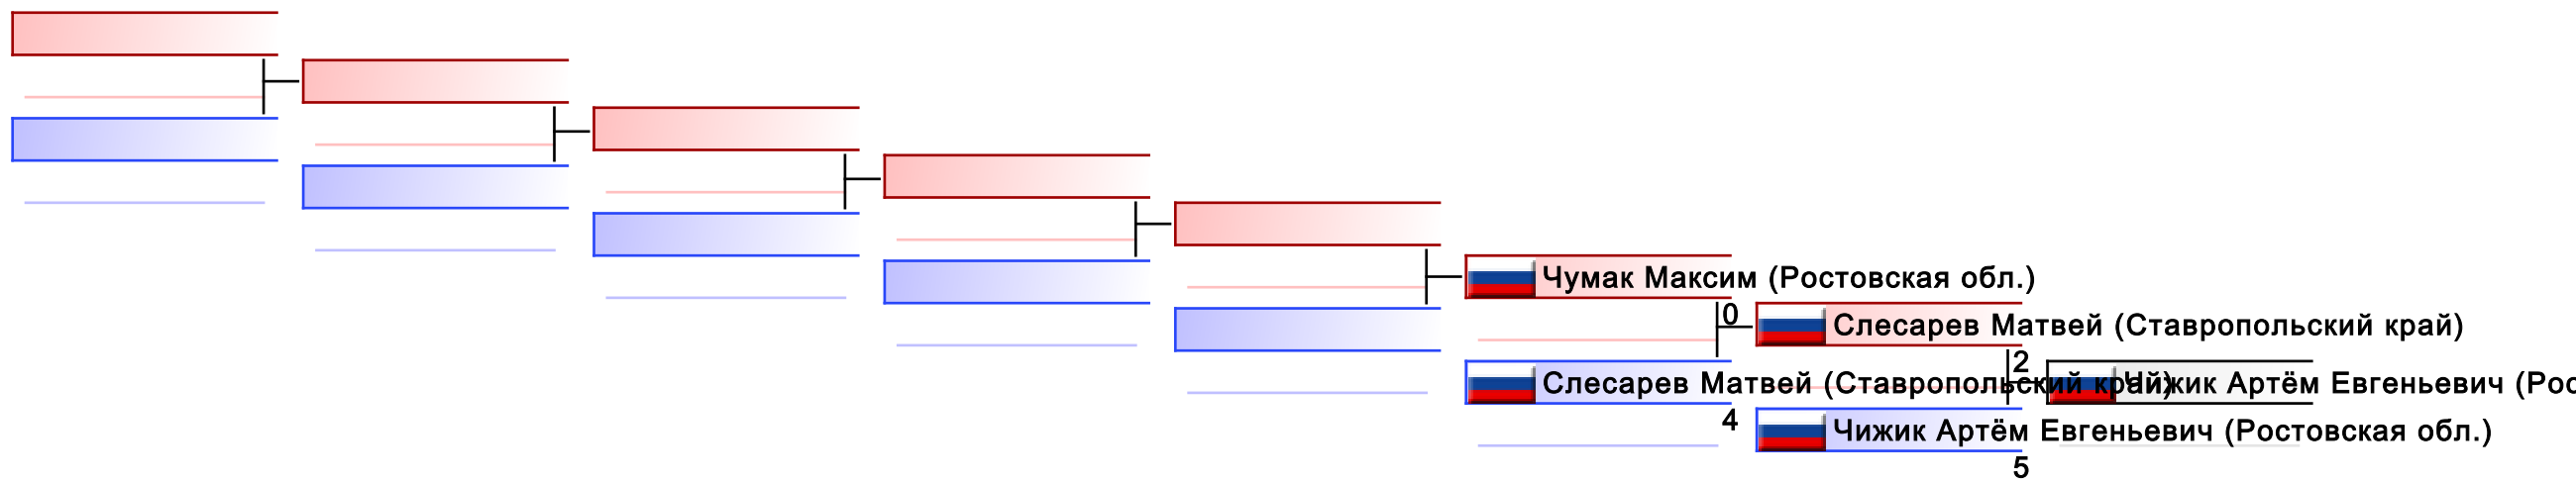 Чумак Максим (Ростовская обл.)
0
Слесарев Матвей (Ставропольский край)
2
Слесарев Матвей (Ставропольский край)
Чижик Артём Евгеньевич (Рос
4
Чижик Артём Евгеньевич (Ростовская обл.)
5